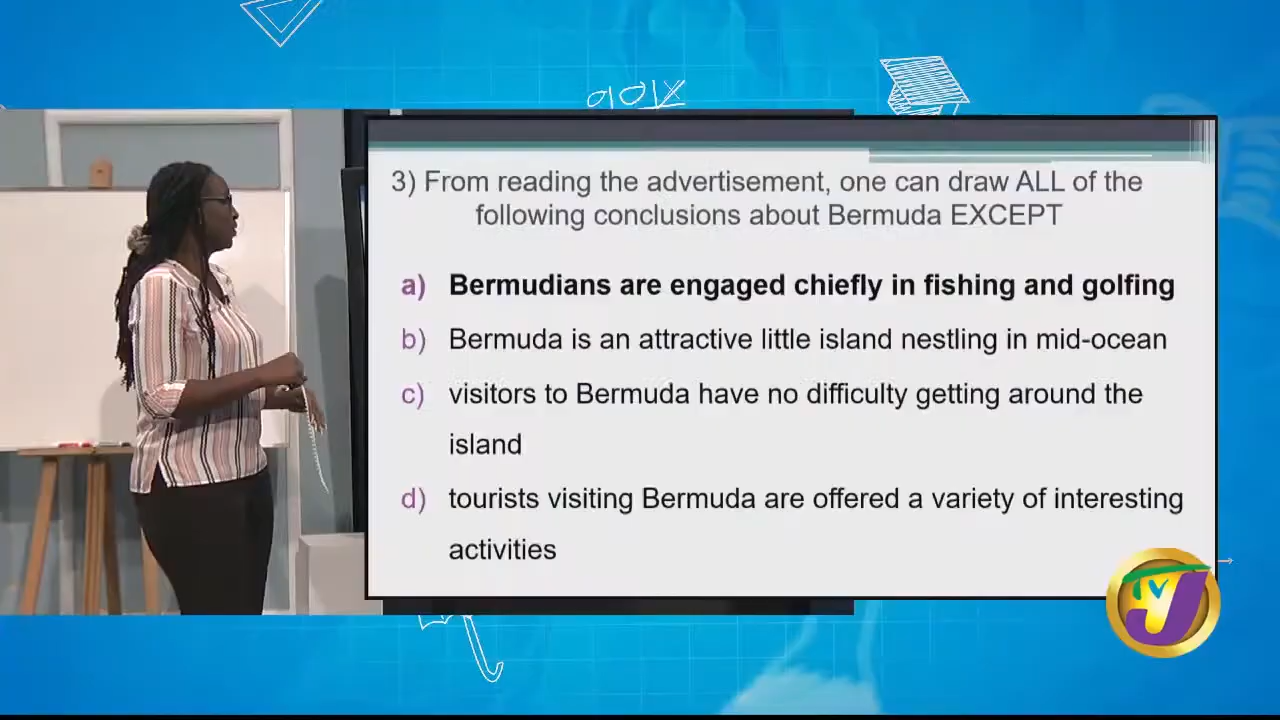 3) From reading the advertisement, one can draw ALL of the
following conclusions about Bermuda EXCEPT
a) Bermudians are engaged chiefly in fishing and golfing
b) Bermuda is an attractive little island nestling in mid-ocean
c) visitors to Bermuda have no difficulty getting around the
island
d) tourists visiting Bermuda are offered a variety of interesting
activities
TVJ